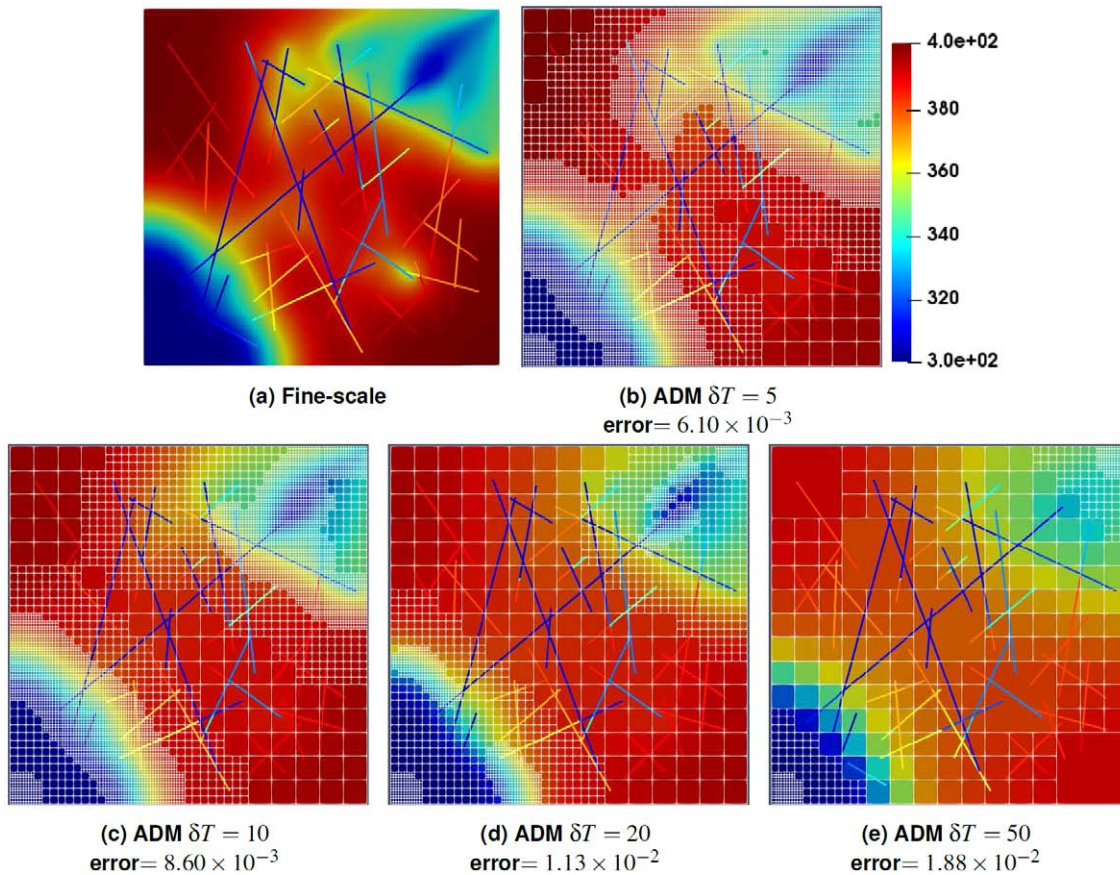 4.0e+02
380
360
340
320
3.0e+02
(a) Fine-scale
(b) ADM δT = 5
error= 6.10 × 10⁻³
(c) ADM δT = 10
error= 8.60 × 10⁻³
(d) ADM δT = 20
error= 1.13 × 10⁻²
(e) ADM δT = 50
error= 1.88 × 10⁻²